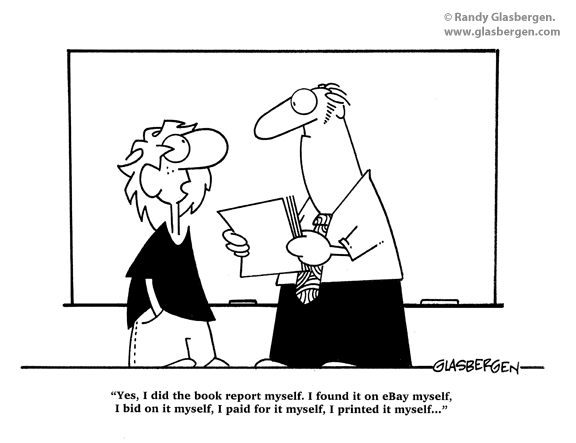 © Randy Glasbergen.
www.glasbergen.com
GLASBERGEN
“Yes, I did the book report myself. I found it on eBay myself,
I bid on it myself, I paid for it myself, I printed it myself...”